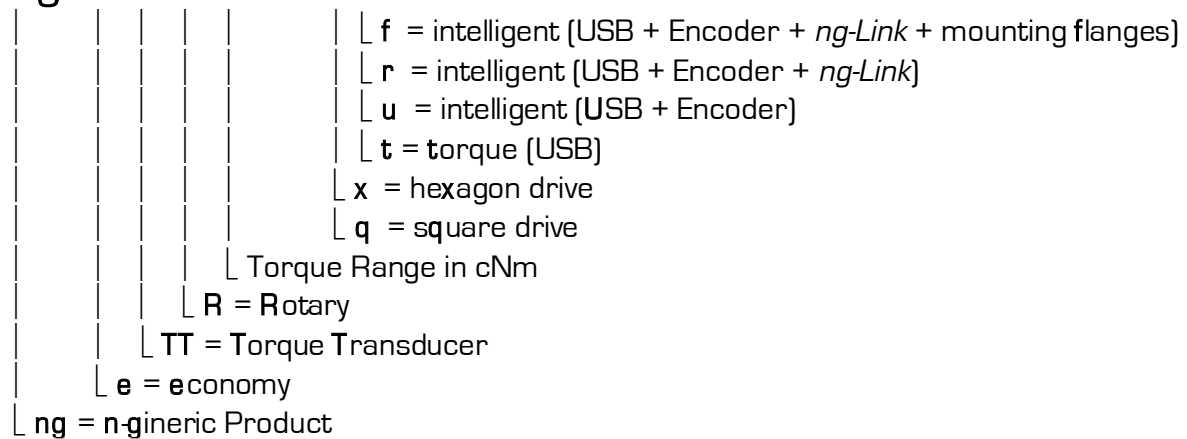 f = intelligent (USB + Encoder + ng-Link + mounting flanges)
r = intelligent (USB + Encoder + ng-Link)
u = intelligent (USB + Encoder)
t = torque (USB)
x = hexagon drive
q = square drive
Torque Range in cNm
R = Rotary
TT = Torque Transducer
e = economy
ng = n-gineric Product